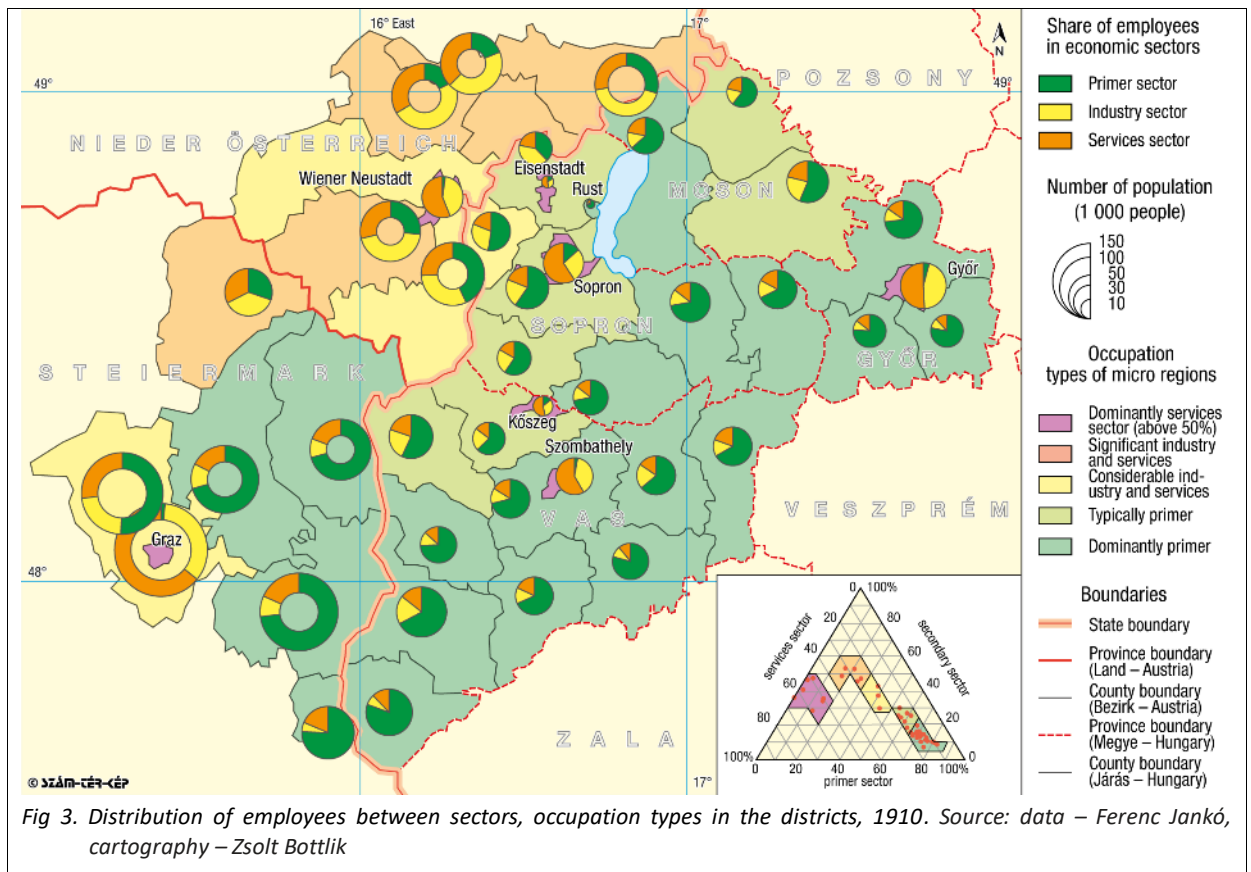 16° East
17°
N
49°
49°
POZSONY
NIEDER ÖSTERREICH
Eisenstadt
Wiener Neustadt
Rust
MOSON
Győr
Sopron
SOPRON
GYŐR
STEIERMARK
Kőszeg
Szombathely
VAS
VESZPRÉM
Graz
48°
ZALA
17°
© SZÁM-TÉR-KÉP
0 100%
20 80
services sector
40 60
secondary sector
60 40
80 20
100% 0
0 20 40 60 80 100%
primer sector
Share of employees
in economic sectors
Primer sector
Industry sector
Services sector
Number of population
(1 000 people)
150
100
50
30
10
Occupation
types of micro regions
Dominantly services
sector (above 50%)
Significant industry
and services
Considerable ind-
ustry and services
Typically primer
Dominantly primer
Boundaries
State boundary
Province boundary
(Land – Austria)
County boundary
(Bezirk – Austria)
Province boundary
(Megye – Hungary)
County boundary
(Járás – Hungary)
Fig 3. Distribution of employees between sectors, occupation types in the districts, 1910. Source: data – Ferenc Jankó,
cartography – Zsolt Bottlik